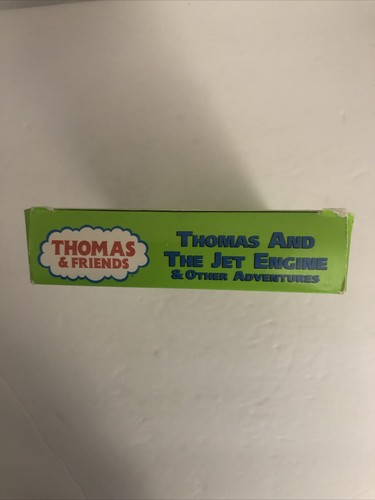 THOMAS
& FRIENDS
THOMAS AND
THE JET ENGINE
& OTHER ADVENTURES